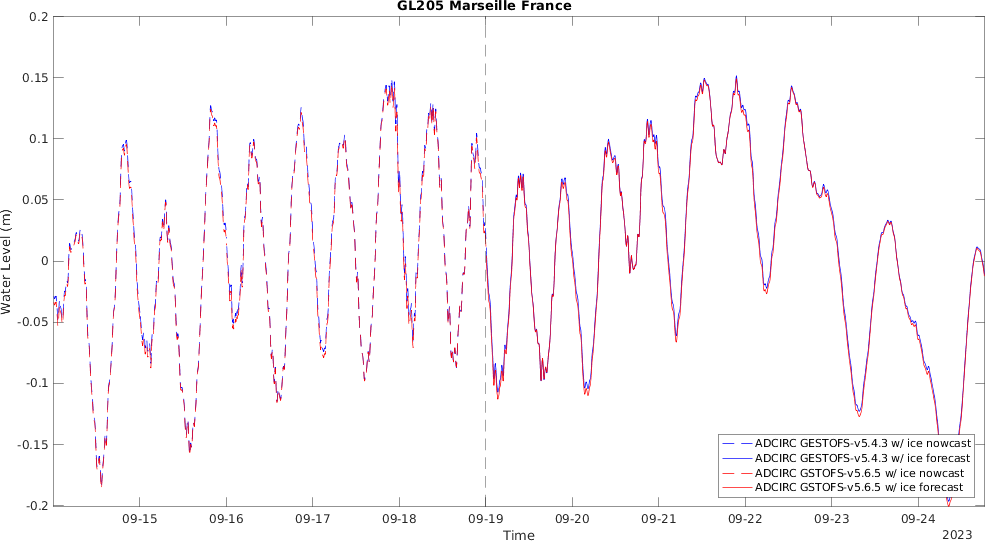 GL205 Marseille France
0.2
0.15
0.1
0.05
0
-0.05
-0.1
-0.15
-0.2
Water Level (m)
09-15 09-16 09-17 09-18 09-19 09-20 09-21 09-22 09-23 09-24
Time
2023
ADCIRC GESTOFS-v5.4.3 w/ ice nowcast
ADCIRC GESTOFS-v5.4.3 w/ ice forecast
ADCIRC GSTOFS-v5.6.5 w/ ice nowcast
ADCIRC GSTOFS-v5.6.5 w/ ice forecast